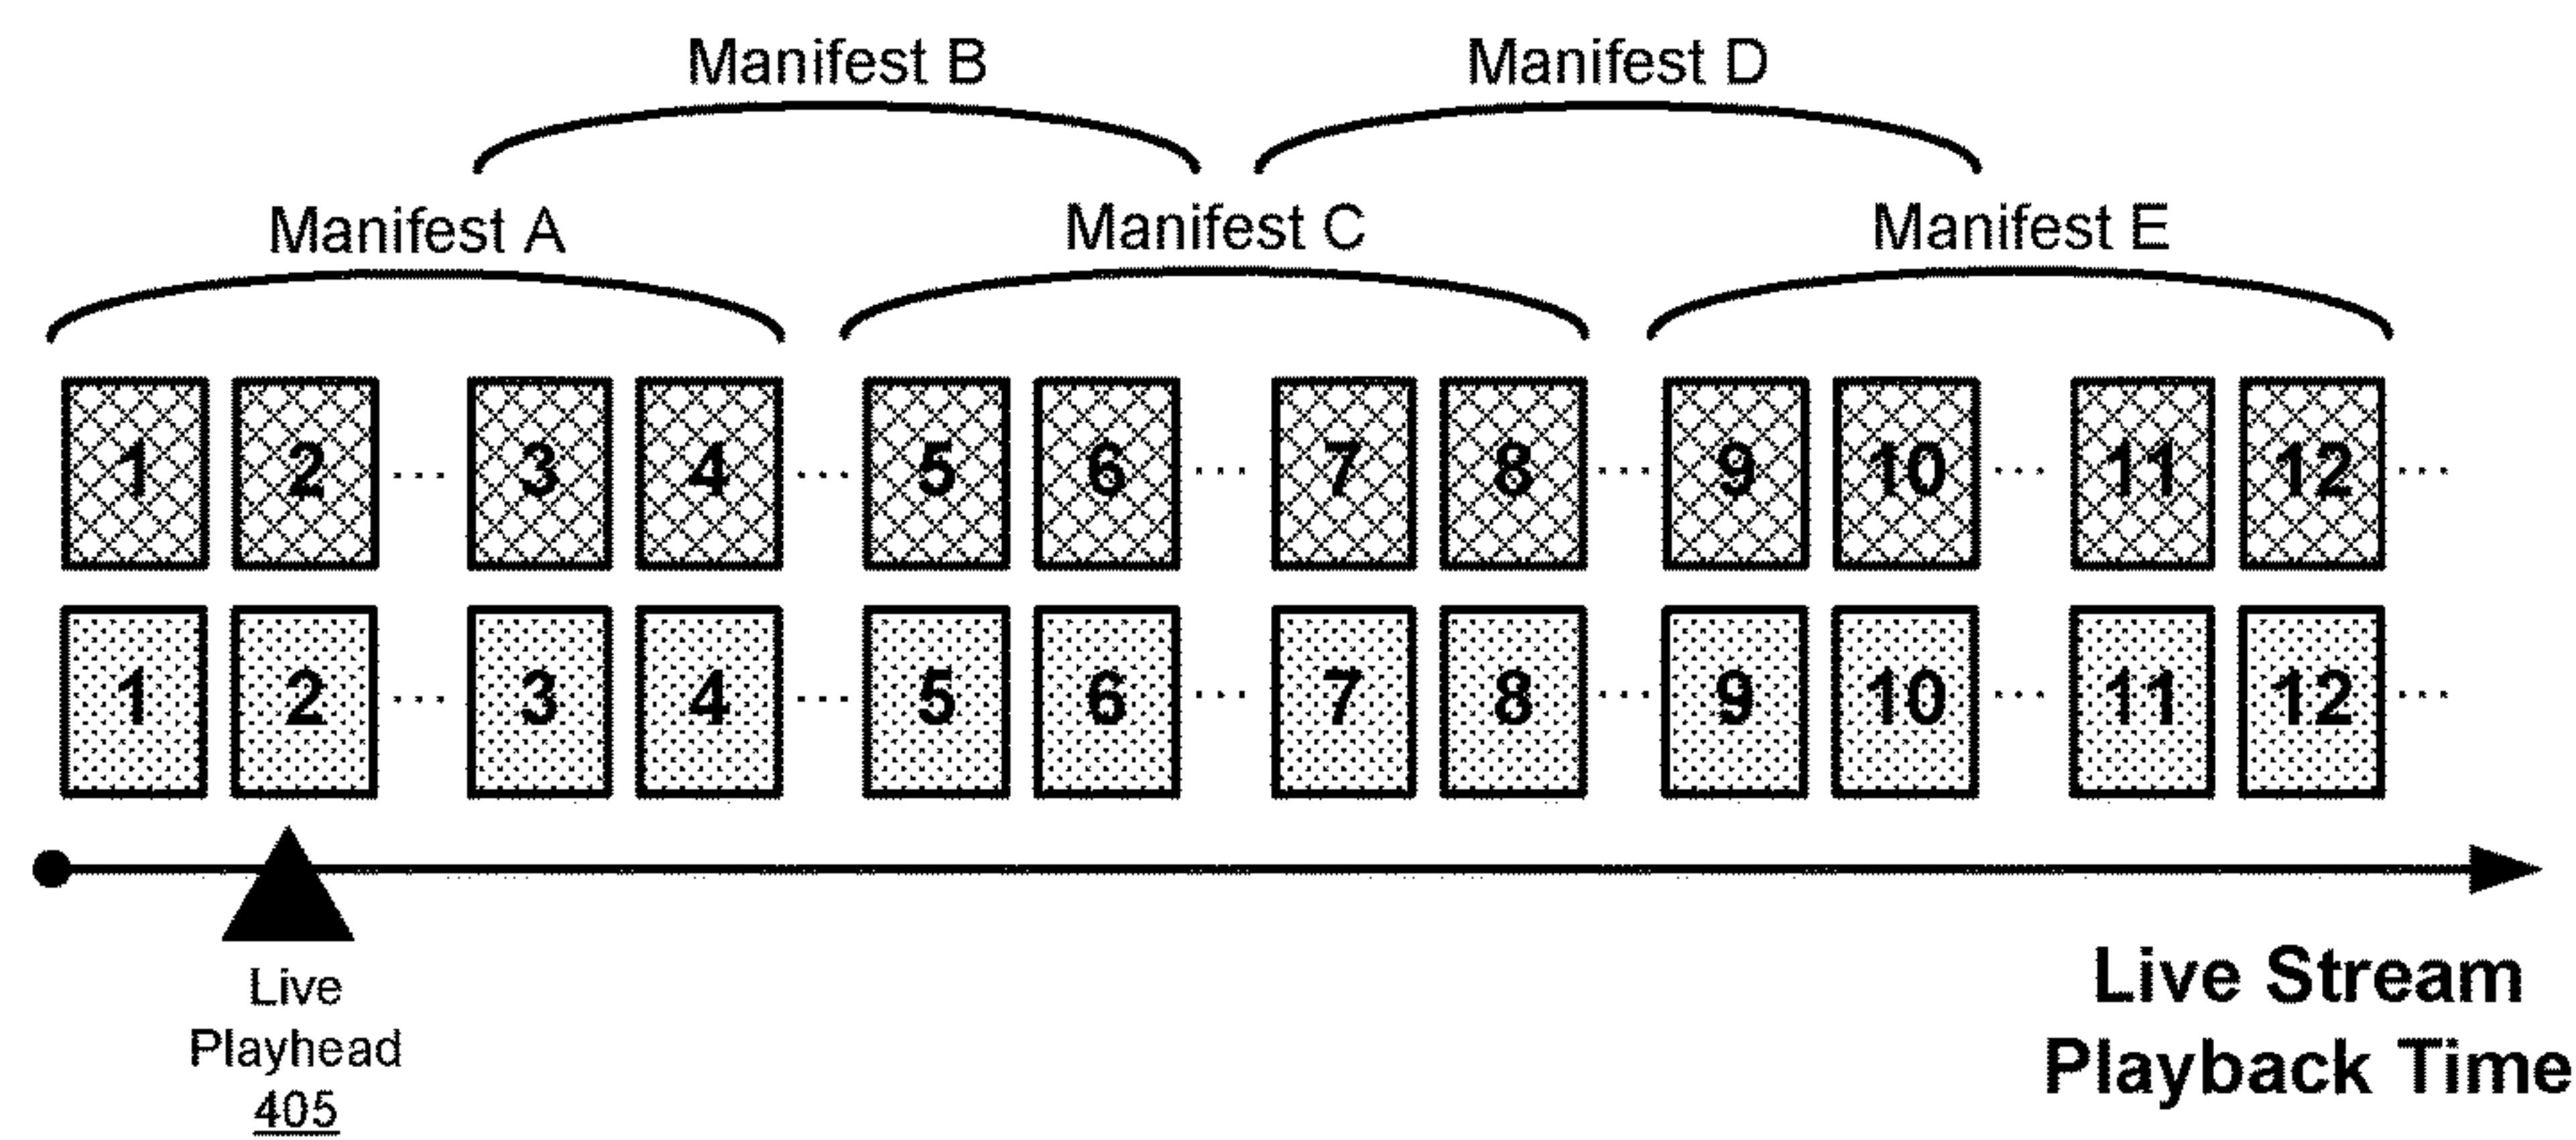 Manifest B Manifest D
Manifest A Manifest C Manifest E
1 2 ... 3 4 ... 5 6 ... 7 8 ... 9 10 ... 11 12 ...
1 2 ... 3 4 ... 5 6 ... 7 8 ... 9 10 ... 11 12 ...
Live
Playhead
405
Live Stream
Playback Time